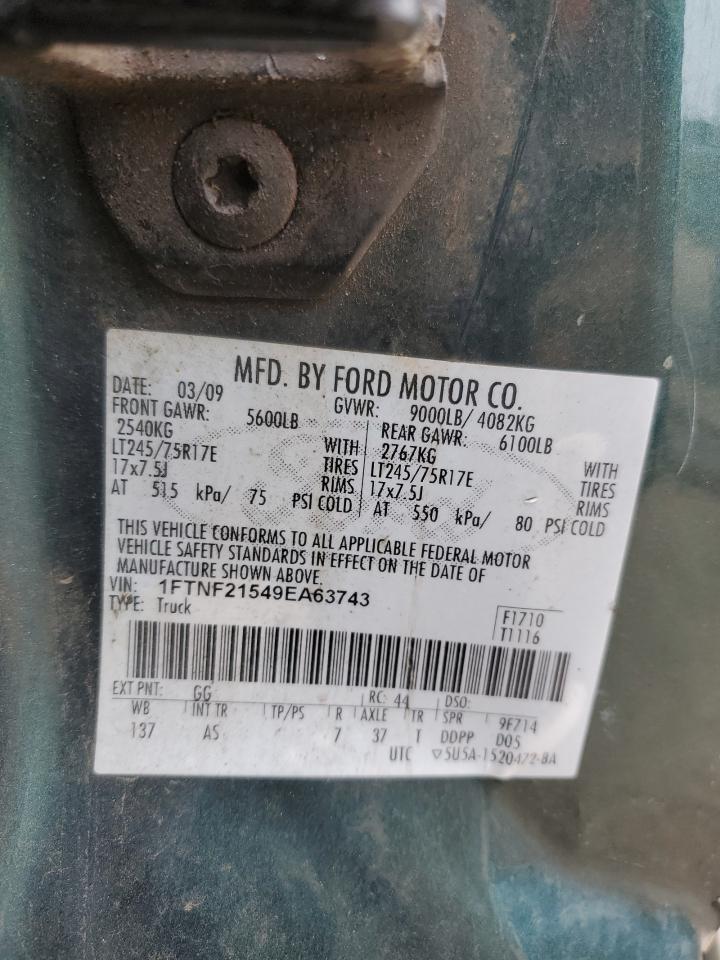 MFD. BY FORD MOTOR CO.
DATE: 03/09 GVWR: 9000LB/ 4082KG
FRONT GAWR: 5600LB REAR GAWR: 6100LB
2540KG WITH 2767KG WITH
LT245/75R17E TIRES LT245/75R17E TIRES
17x7.5J RIMS 17x7.5J RIMS
AT 515 kPa/ 75 PSI COLD AT 550 kPa/ 80 PSI COLD
THIS VEHICLE CONFORMS TO ALL APPLICABLE FEDERAL MOTOR
VEHICLE SAFETY STANDARDS IN EFFECT ON THE DATE OF
MANUFACTURE SHOWN ABOVE.
VIN: 1FTNF21549EA63743
TYPE: Truck F1710
T1116
EXT PNT: GG RC: 44 DSO:
WB INT TR TP/PS R AXLE TR SPR 9F714
137 AS 7 37 T DDPP DOS
UTC ▽5U5A-1520472-BA